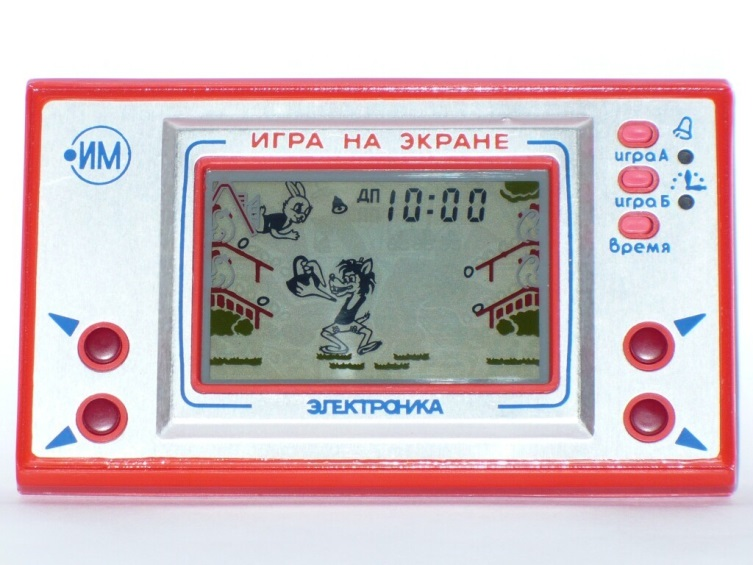 ИГРА НА ЭКРАНЕ
ИМ
ДП 10:00
игра А
игра Б
время
ЭЛЕКТРОНИКА